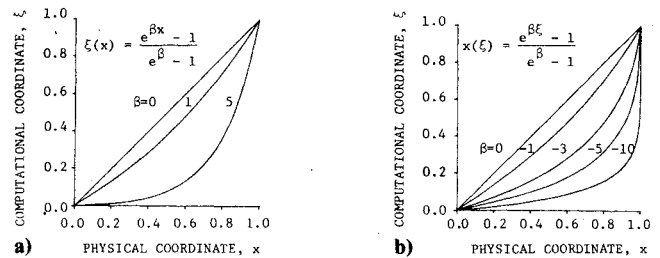 COMPUTATIONAL COORDINATE, ξ
1.0
0.8
0.6
0.4
0.2
0.0
ξ(x) = (e^{βx} - 1) / (e^{β} - 1)
β=0 1 5
0.0 0.2 0.4 0.6 0.8 1.0
a) PHYSICAL COORDINATE, x
COMPUTATIONAL COORDINATE, ξ
1.0
0.8
0.6
0.4
0.2
0.0
x(ξ) = (e^{βξ} - 1) / (e^{β} - 1)
β=0 -1 -3 -5 -10
0.0 0.2 0.4 0.6 0.8 1.0
b) PHYSICAL COORDINATE, x